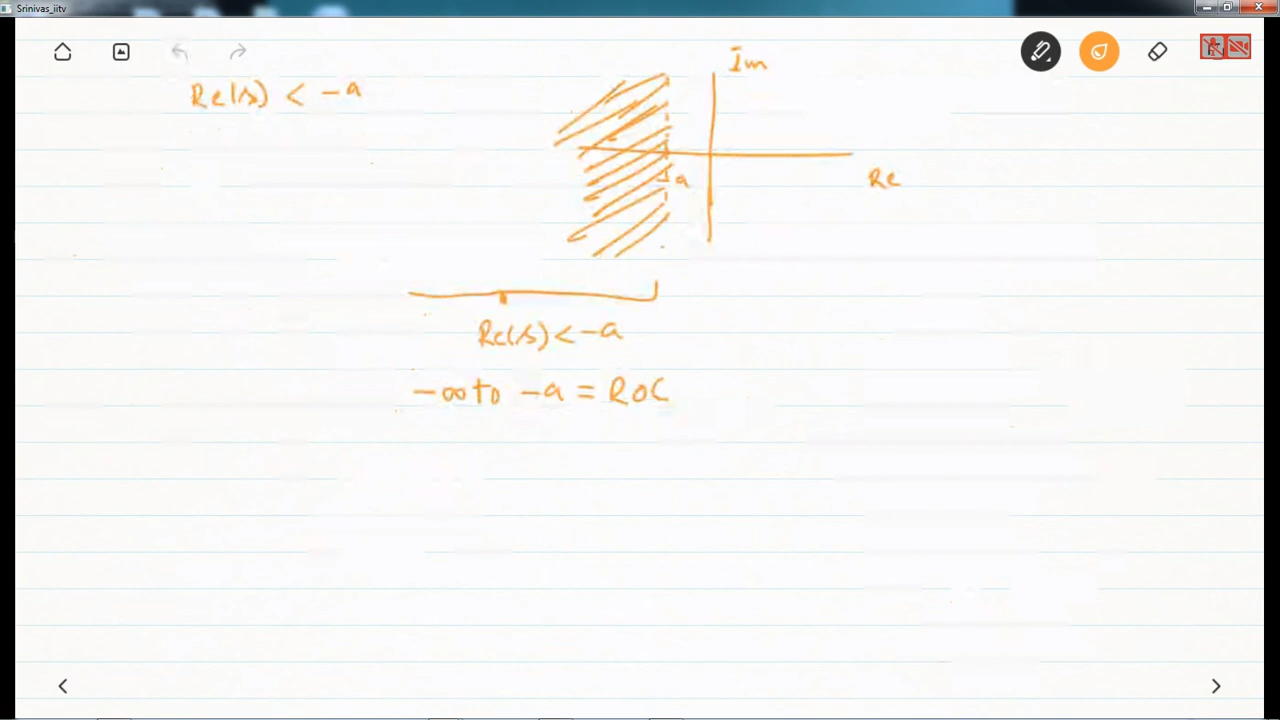 Srinivas_iitv
Im
Re(s) < -a
-a
Re
Re(s) < -a
-∞ to -a = ROC